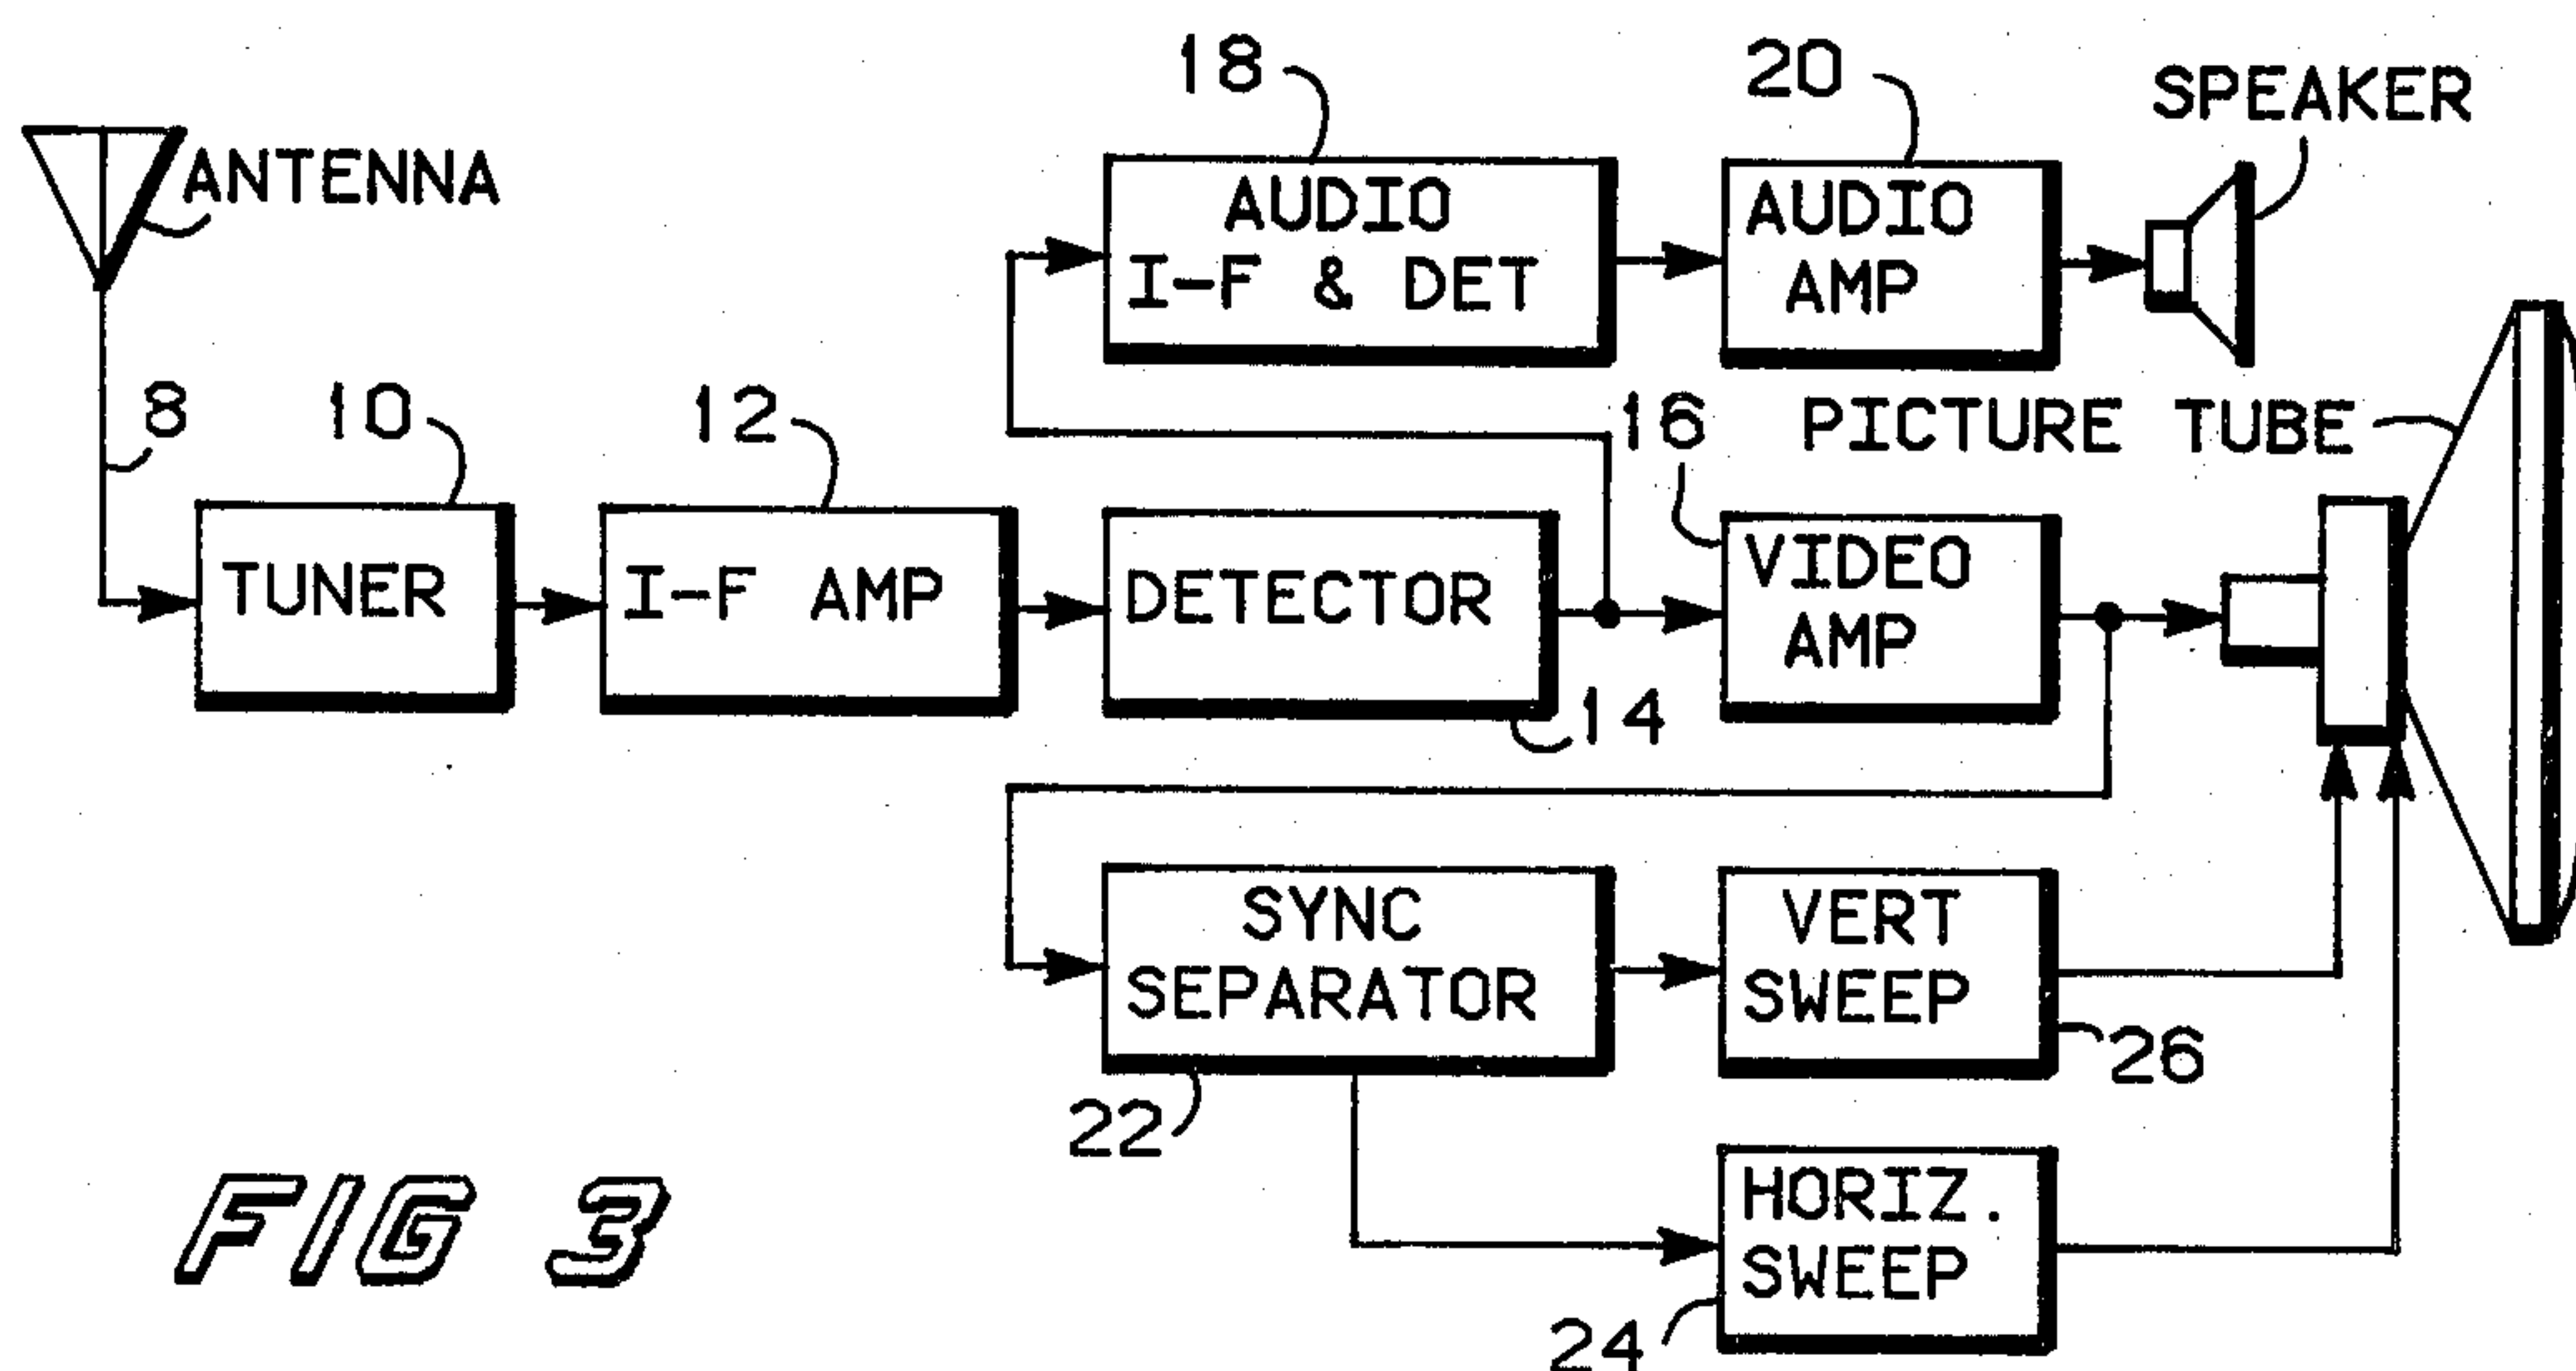 18
20
SPEAKER
ANTENNA
AUDIO
I-F & DET
AUDIO
AMP
8
10
12
16
PICTURE TUBE
TUNER
I-F AMP
DETECTOR
VIDEO
AMP
14
SYNC
SEPARATOR
VERT
SWEEP
26
22
HORIZ.
SWEEP
24
FIG 3